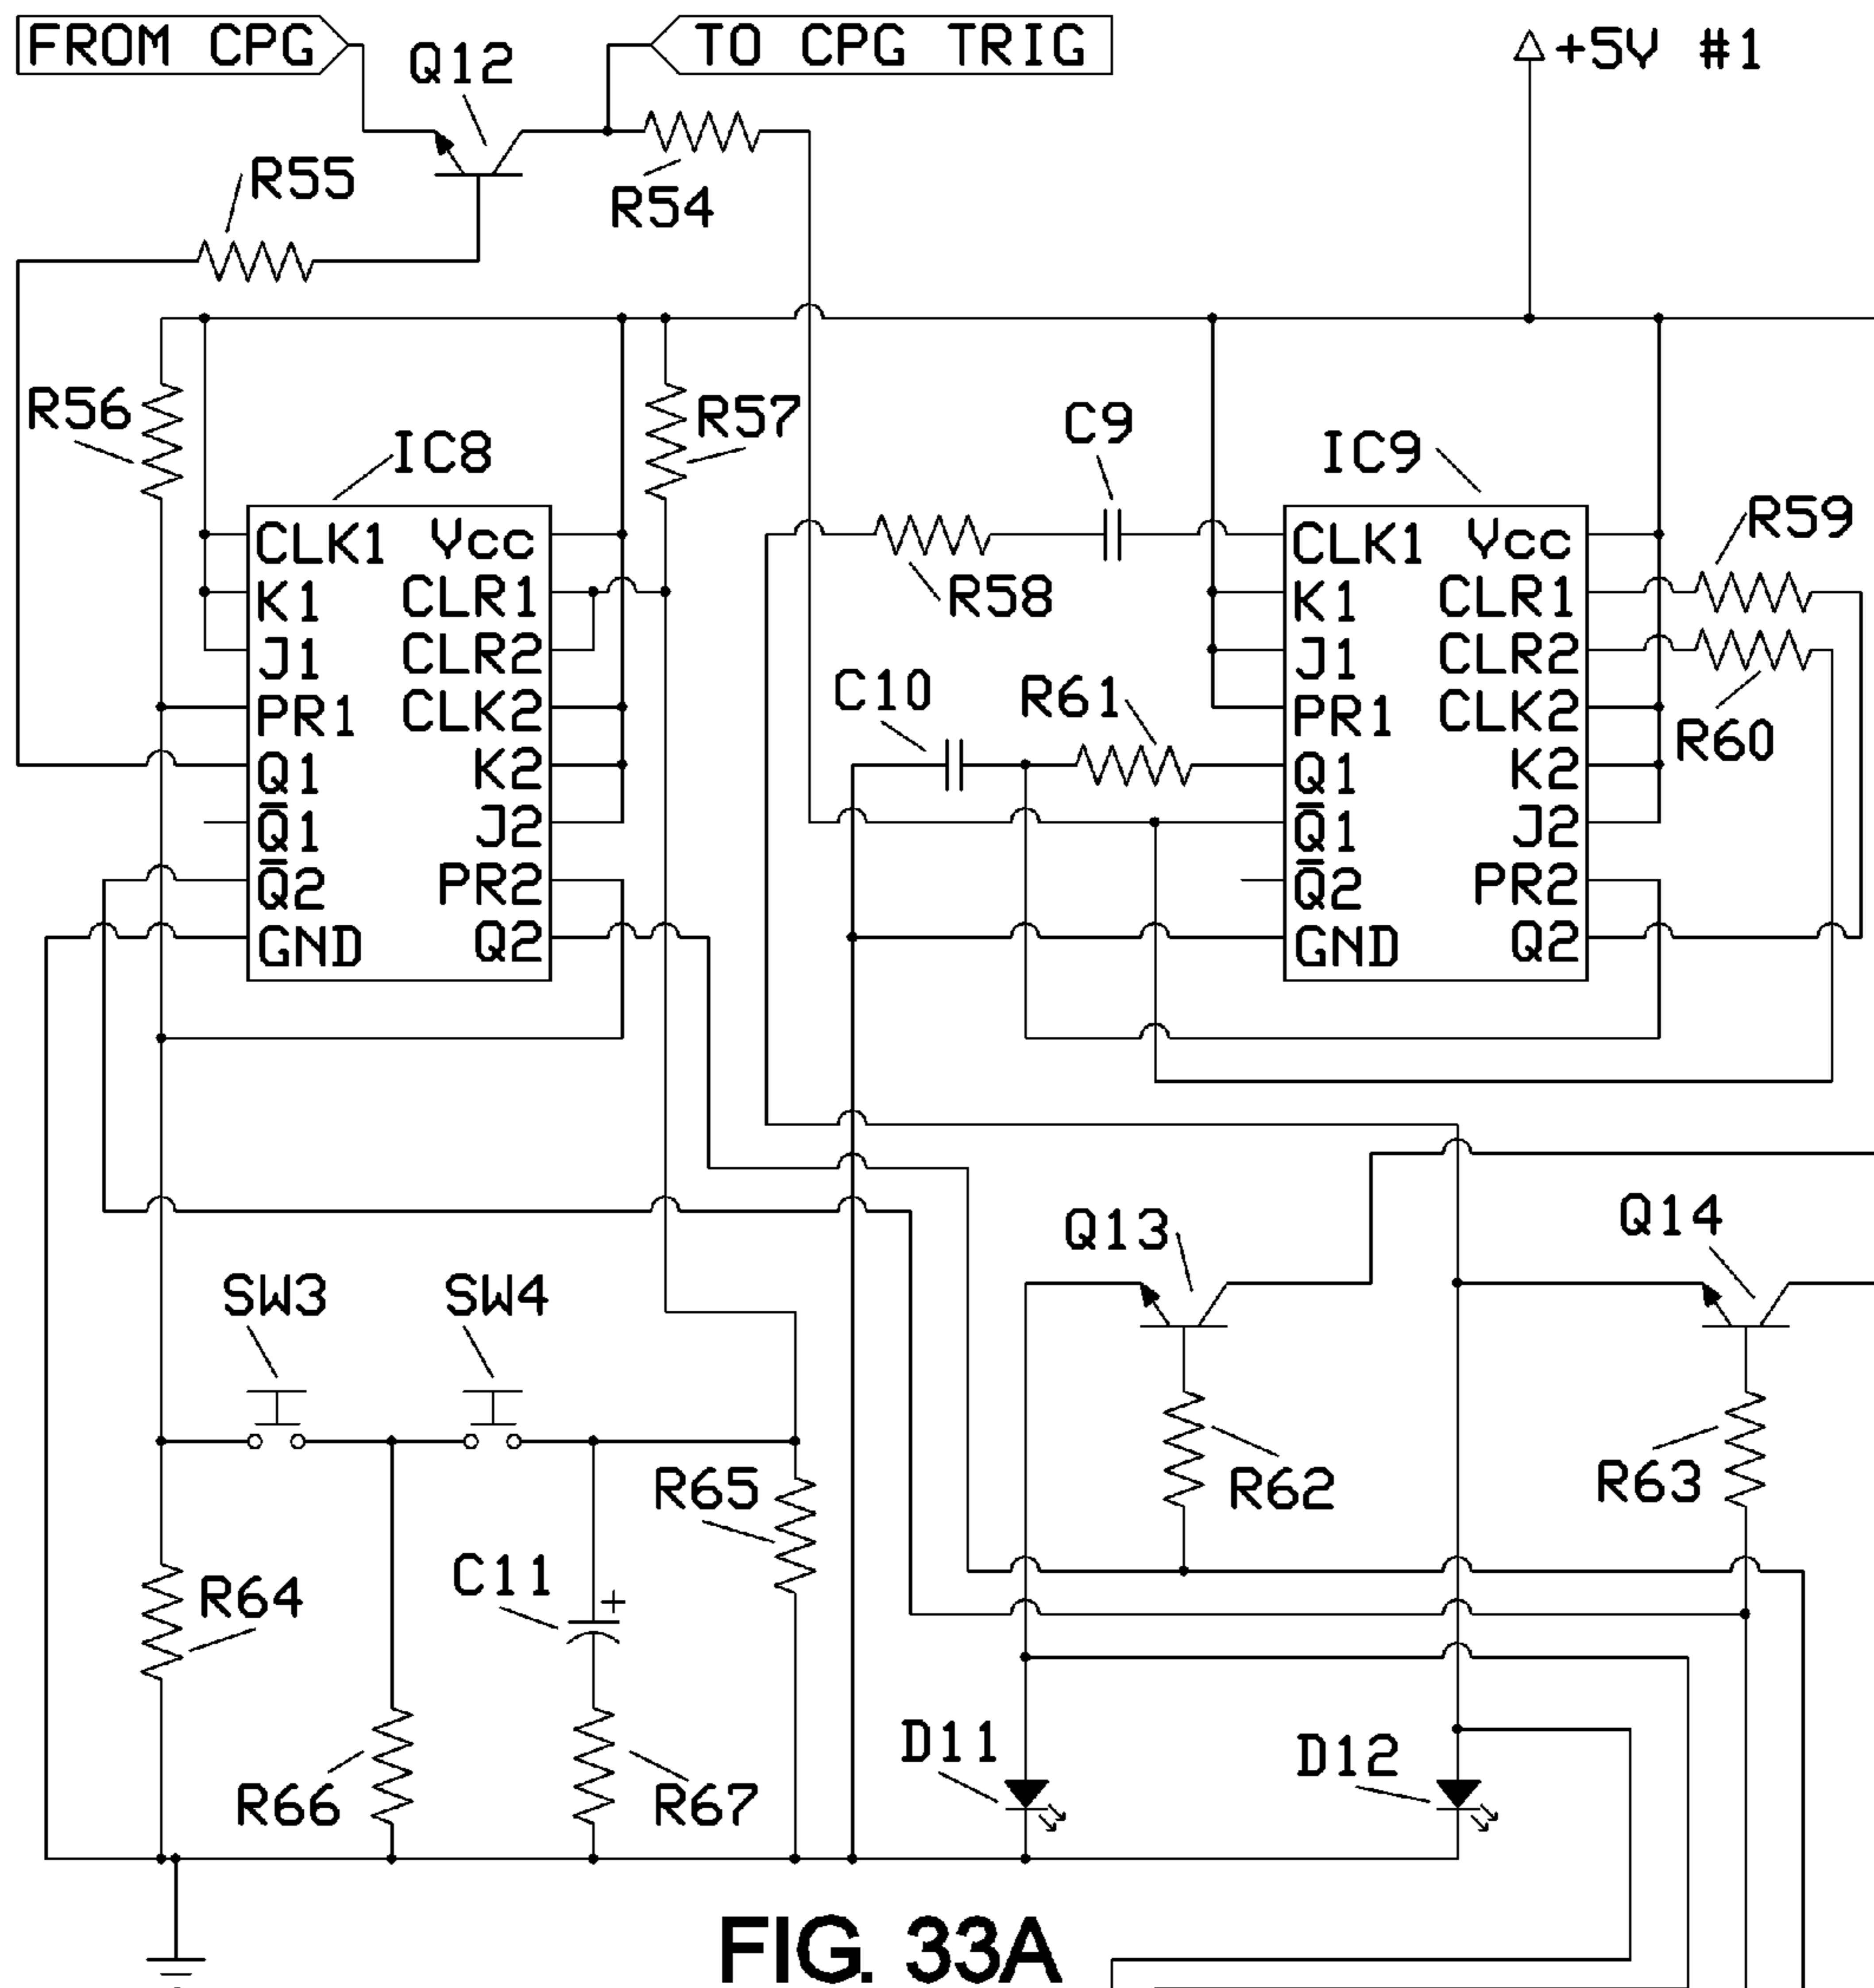 FROM CPG
Q12
TO CPG TRIG
+5V #1
R55
R54
R56
R57
IC8
C9
IC9
R59
CLK1 Vcc
K1 CLR1
J1 CLR2
PR1 CLK2
Q1 K2
Q̅1 J2
Q̅2 PR2
GND Q2
R58
C10
R61
CLK1 Vcc
K1 CLR1
J1 CLR2
PR1 CLK2
Q1 K2
Q̅1 J2
Q̅2 PR2
GND Q2
R60
Q13
Q14
SW3
SW4
R62
R63
R65
R64
C11
+
R66
R67
D11
D12
FIG. 33A